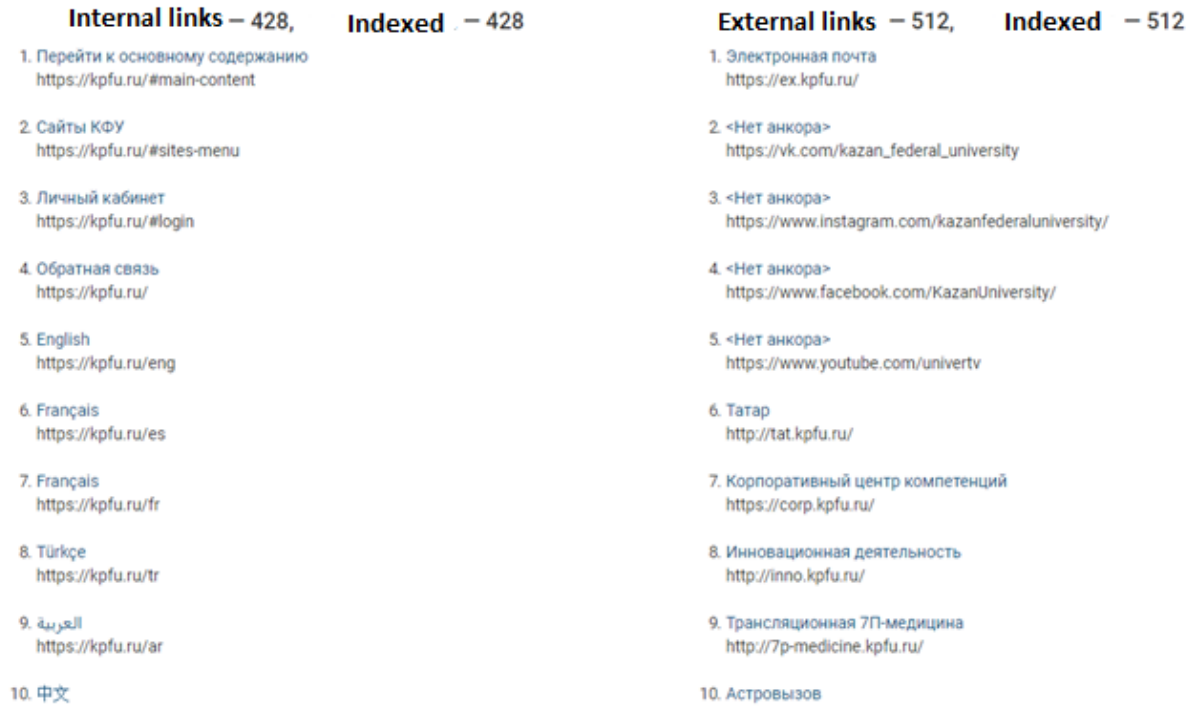 Internal links – 428, Indexed – 428
1. Перейти к основному содержанию
https://kpfu.ru/#main-content
2. Сайты КФУ
https://kpfu.ru/#sites-menu
3. Личный кабинет
https://kpfu.ru/#login
4. Обратная связь
https://kpfu.ru/
5. English
https://kpfu.ru/eng
6. Français
https://kpfu.ru/es
7. Français
https://kpfu.ru/fr
8. Türkçe
https://kpfu.ru/tr
9. العربية
https://kpfu.ru/ar
10. 中文
External links – 512, Indexed – 512
1. Электронная почта
https://ex.kpfu.ru/
2. <Нет анкора>
https://vk.com/kazan_federal_university
3. <Нет анкора>
https://www.instagram.com/kazanfederaluniversity/
4. <Нет анкора>
https://www.facebook.com/KazanUniversity/
5. <Нет анкора>
https://www.youtube.com/univertv
6. Татар
http://tat.kpfu.ru/
7. Корпоративный центр компетенций
https://corp.kpfu.ru/
8. Инновационная деятельность
http://inno.kpfu.ru/
9. Трансляционная 7П-медицина
http://7p-medicine.kpfu.ru/
10. Астровызов